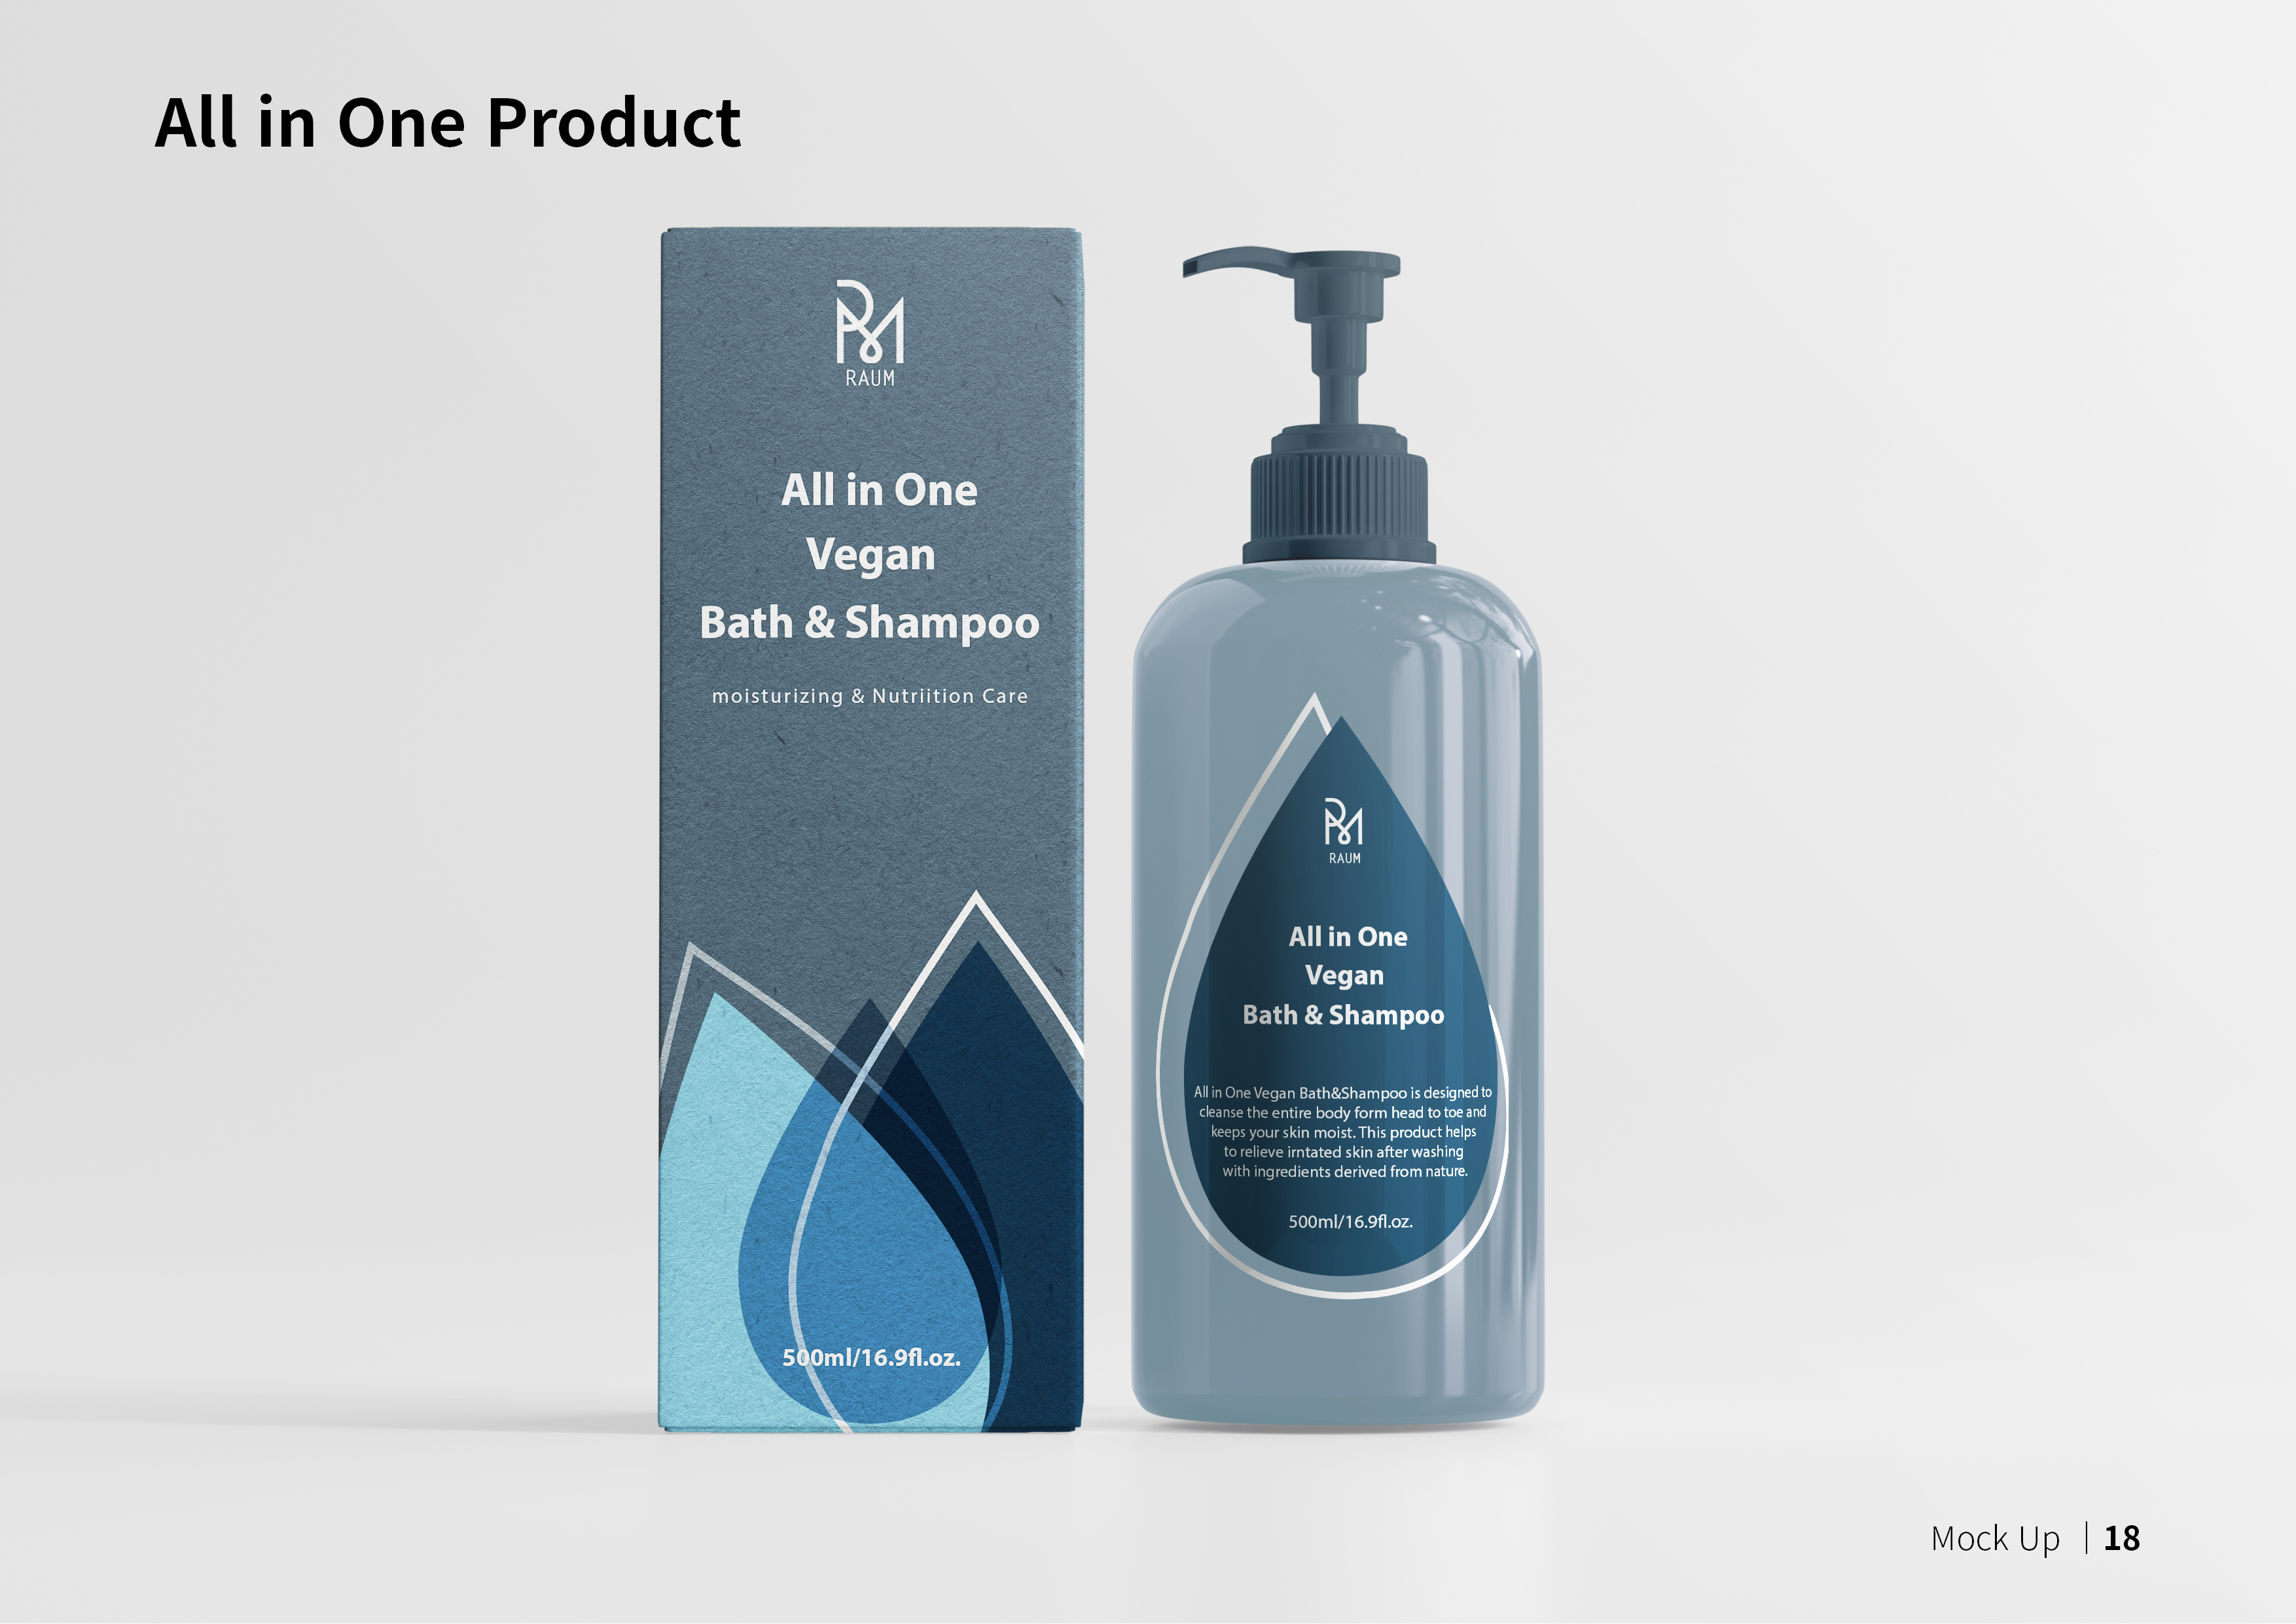 All in One Product
RAUM
All in One
Vegan
Bath & Shampoo
moisturizing & Nutriition Care
500ml/16.9fl.oz.
RAUM
All in One
Vegan
Bath & Shampoo
All in One Vegan Bath&Shampoo is designed to
cleanse the entire body form head to toe and
keeps your skin moist. This product helps
to relieve irntated skin after washing
with ingredients derived from nature.
500ml/16.9fl.oz.
Mock Up | 18